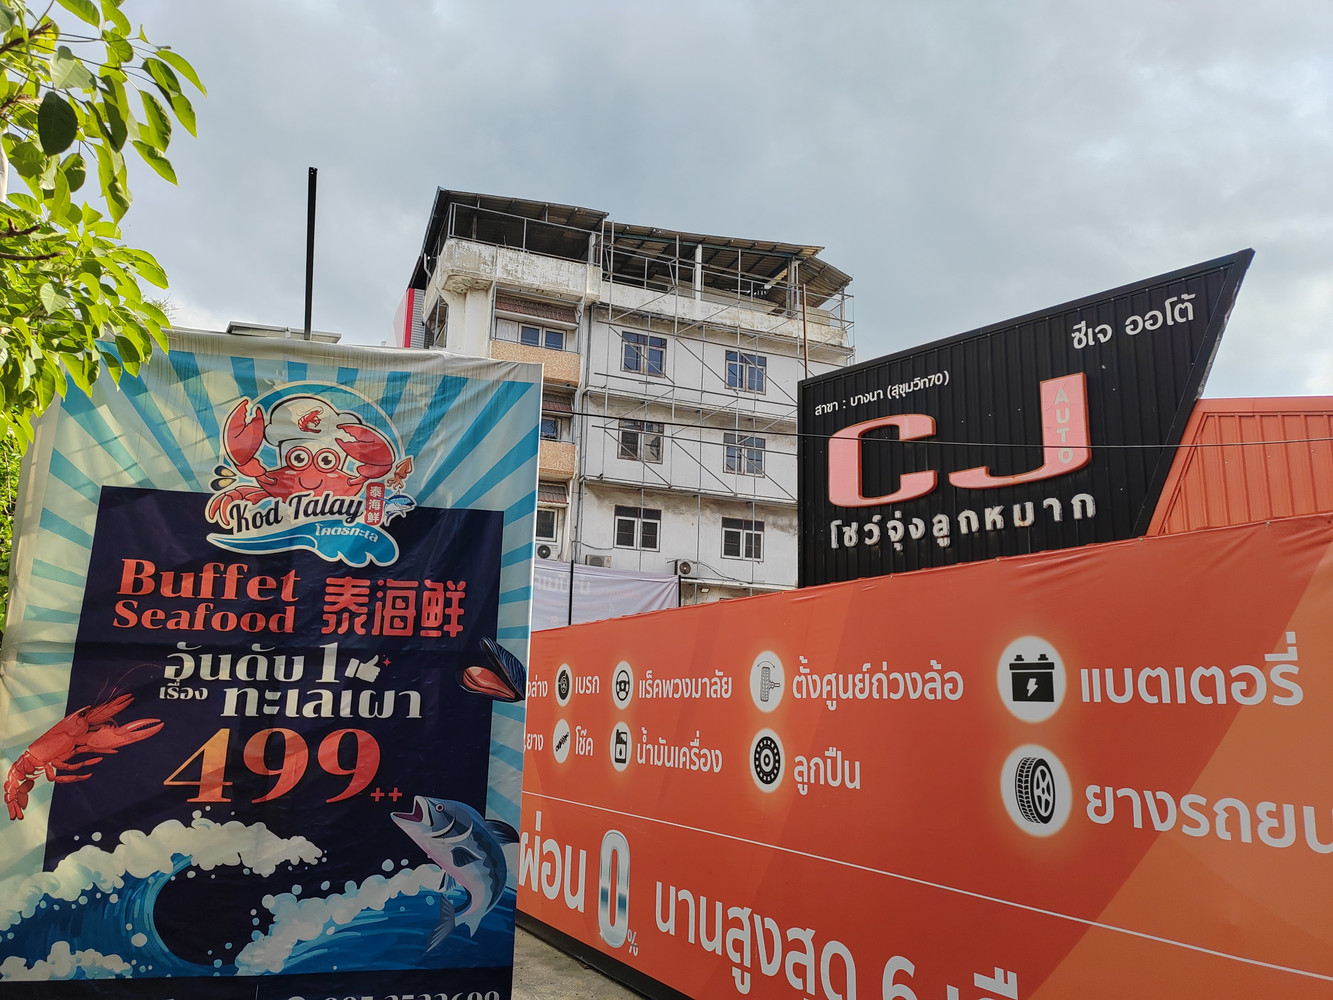 Kod Talay
泰海鮮
โคตรทะเล
Buffet
Seafood
泰海鮮
อันดับ 1
เรื่อง ทะเลเผา
499++
ซีเจ ออโต้
สาขา : บางนา (สุขุมวิท70)
CJ
AUTO
โชว์จุ่งลูกหมาก
เบรก
แร็คพวงมาลัย
ตั้งศูนย์ถ่วงล้อ
แบตเตอรี่
ยาง
โช๊ค
น้ำมันเครื่อง
ลูกปืน
ยางรถยน
ผ่อน 0%
นานสูงสุด 6